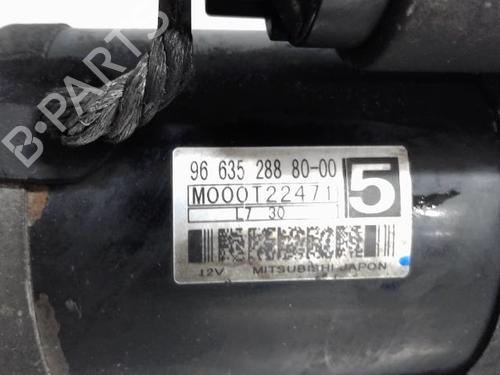 B-PARTS
96 635 288 80-00
M000T22471
5
L7 30
12V MITSUBISHI JAPON